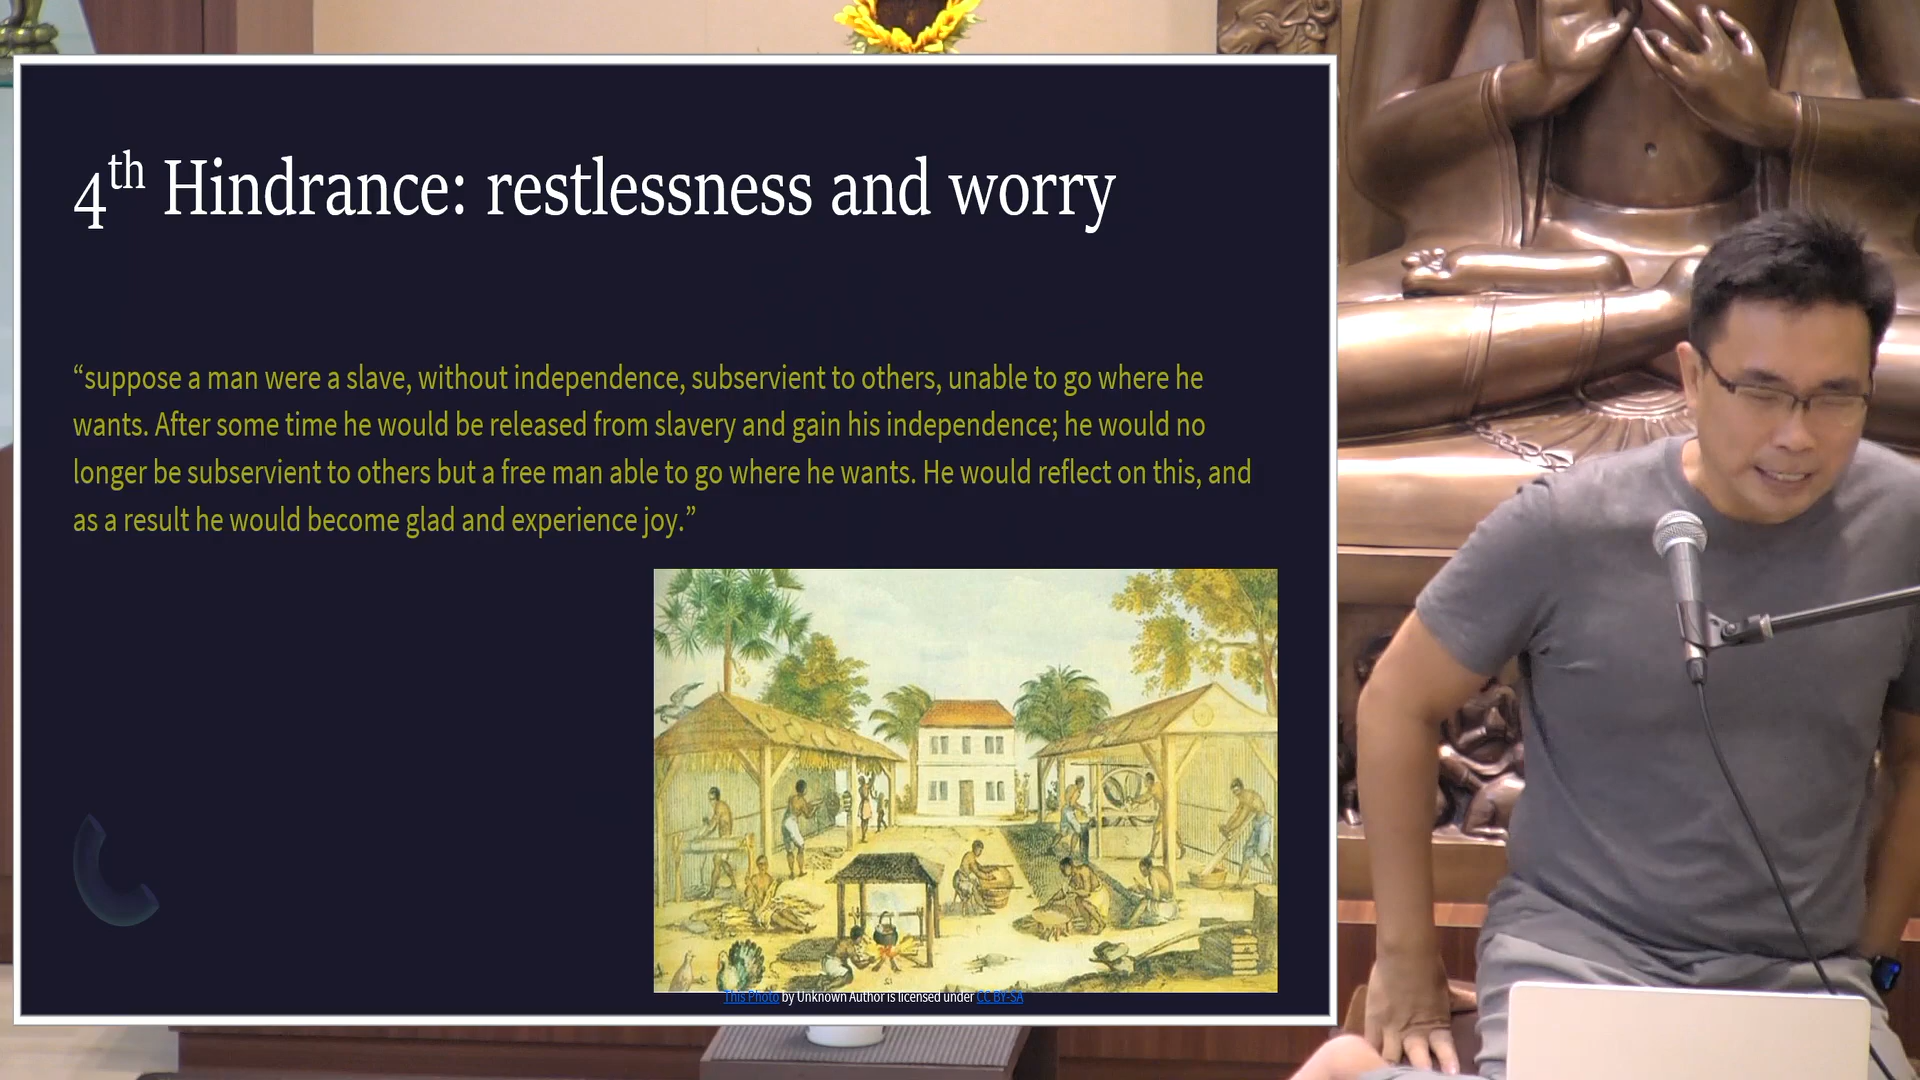 4th Hindrance: restlessness and worry
“suppose a man were a slave, without independence, subservient to others, unable to go where he
wants. After some time he would be released from slavery and gain his independence; he would no
longer be subservient to others but a free man able to go where he wants. He would reflect on this, and
as a result he would become glad and experience joy.”
This Photo by Unknown Author is licensed under CC BY-SA